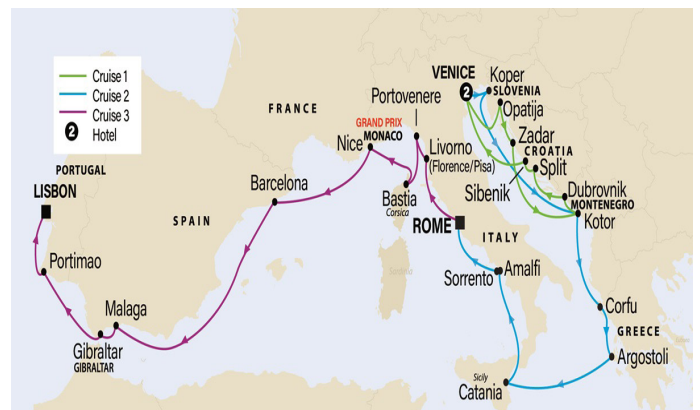 Cruise 1
Cruise 2
Cruise 3
2 Hotel
FRANCE
SPAIN
PORTUGAL
LISBON
Portimao
Gibraltar
GIBRALTAR
Malaga
Barcelona
Nice
GRAND PRIX
MONACO
Portovenere
Livorno
(Florence/Pisa)
Bastia
Corsica
Sardinia
ROME
ITALY
Sorrento
Amalfi
Sicily
Catania
VENICE
2
Koper
SLOVENIA
Opatija
Zadar
CROATIA
Split
Sibenik
Dubrovnik
MONTENEGRO
Kotor
Corfu
GREECE
Argostoli